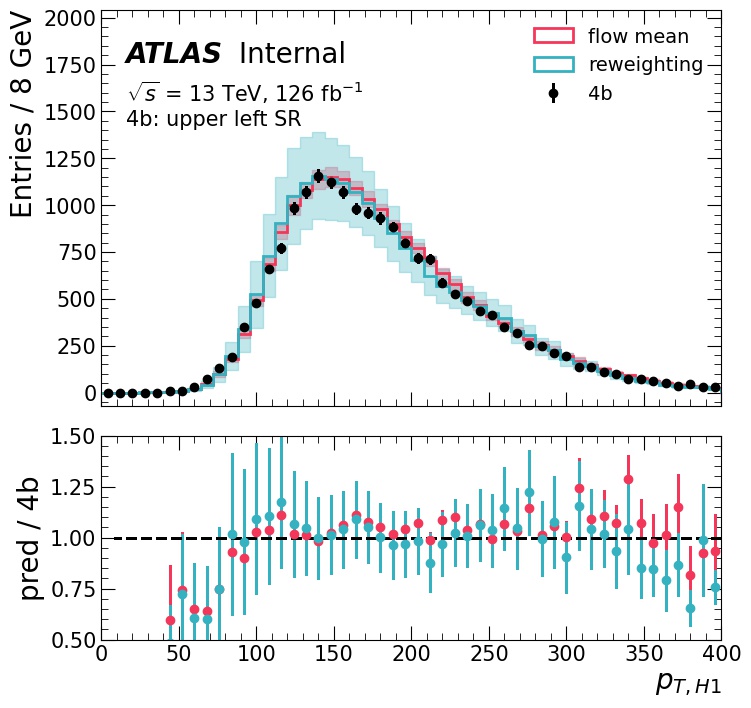 Entries / 8 GeV
2000
1750
1500
1250
1000
750
500
250
0
ATLAS Internal
√s = 13 TeV, 126 fb⁻¹
4b: upper left SR
flow mean
reweighting
4b
pred / 4b
1.50
1.25
1.00
0.75
0.50
0 50 100 150 200 250 300 350 400
p_{T, H1}